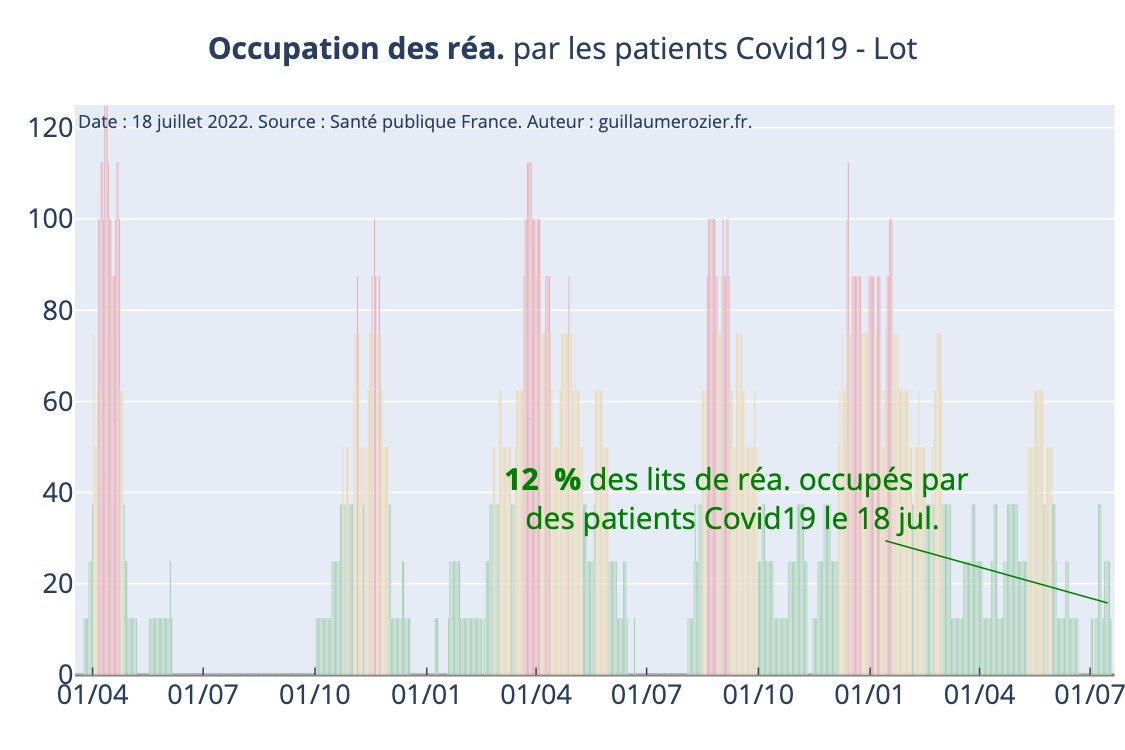 Occupation des réa. par les patients Covid19 - Lot
Date : 18 juillet 2022. Source : Santé publique France. Auteur : guillaumerozier.fr.
120
100
80
60
40
20
0
12 % des lits de réa. occupés par
des patients Covid19 le 18 jul.
01/04 01/07 01/10 01/01 01/04 01/07 01/10 01/01 01/04 01/07